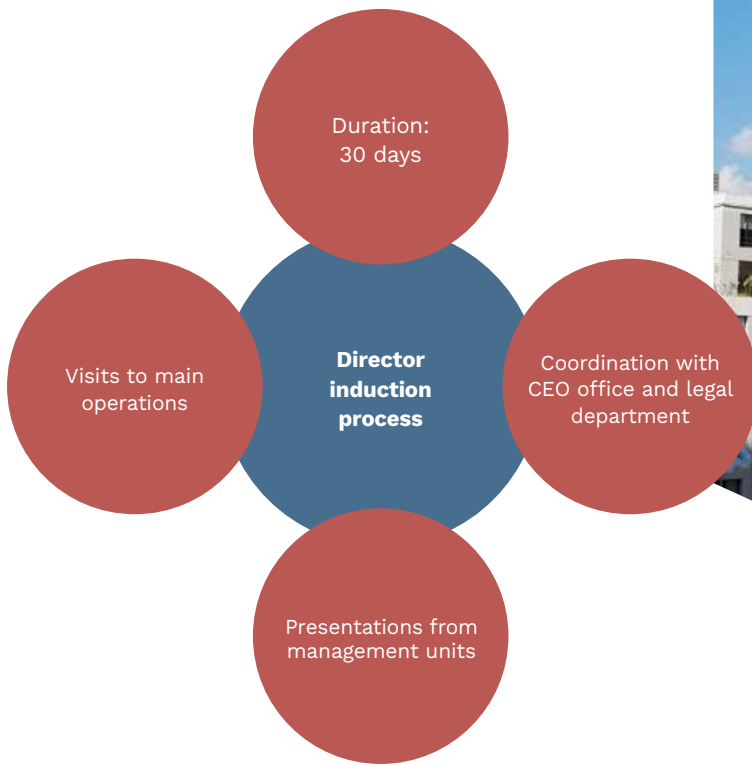 Duration:
30 days
Visits to main
operations
Director
induction
process
Coordination with
CEO office and legal
department
Presentations from
management units